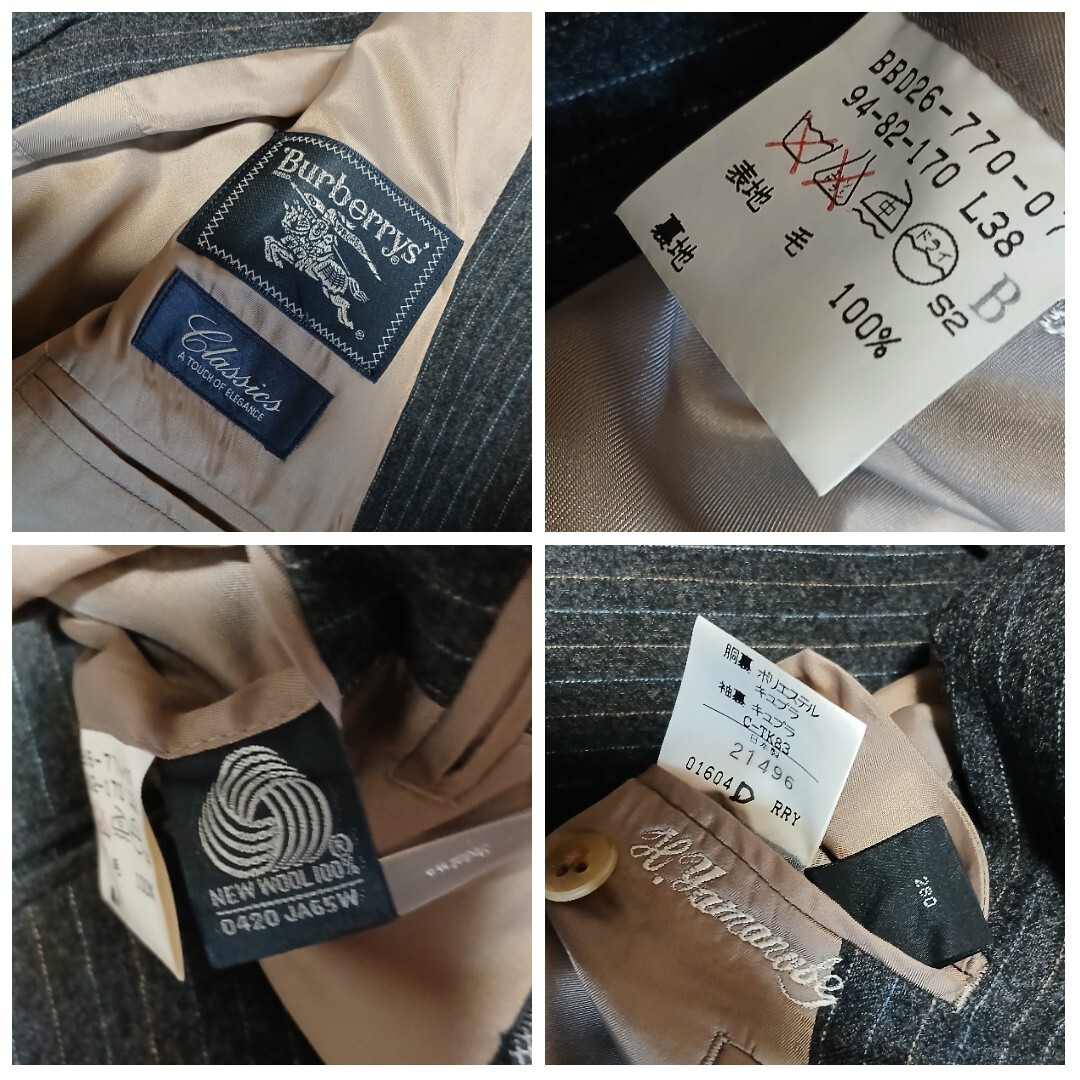 Burberrys'
REGD.
®
®
Classics
A TOUCH OF ELEGANCE
BBD26-770-07
94-82-170 L38
ドライ
S2
B
表地 毛 100%
裏地
NEW WOOL 100%
0420 JA65W
100%
胴裏 ポリエステル
キュプラ
袖裏 キュプラ
C-TK83
日本製
21496
01604 D RRY
280